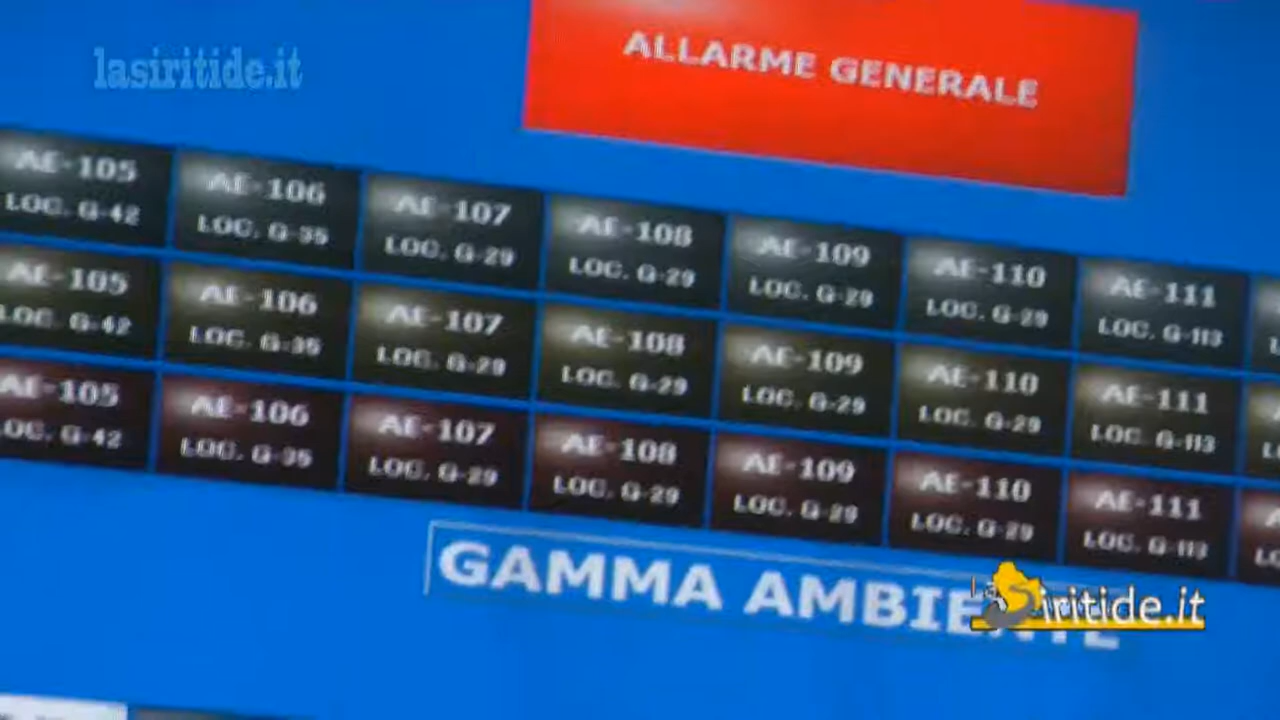 lasiritide.it
ALLARME GENERALE
AE-105 AE-106 AE-107 AE-108 AE-109 AE-110 AE-111
LOC. G-42 LOC. G-35 LOC. G-29 LOC. G-29 LOC. G-29 LOC. G-29 LOC. G-113
AE-105 AE-106 AE-107 AE-108 AE-109 AE-110 AE-111
LOC. G-42 LOC. G-35 LOC. G-29 LOC. G-29 LOC. G-29 LOC. G-29 LOC. G-113
AE-105 AE-106 AE-107 AE-108 AE-109 AE-110 AE-111
LOC. G-42 LOC. G-35 LOC. G-29 LOC. G-29 LOC. G-29 LOC. G-29 LOC. G-113
GAMMA AMBIENTE
La Siritide.it